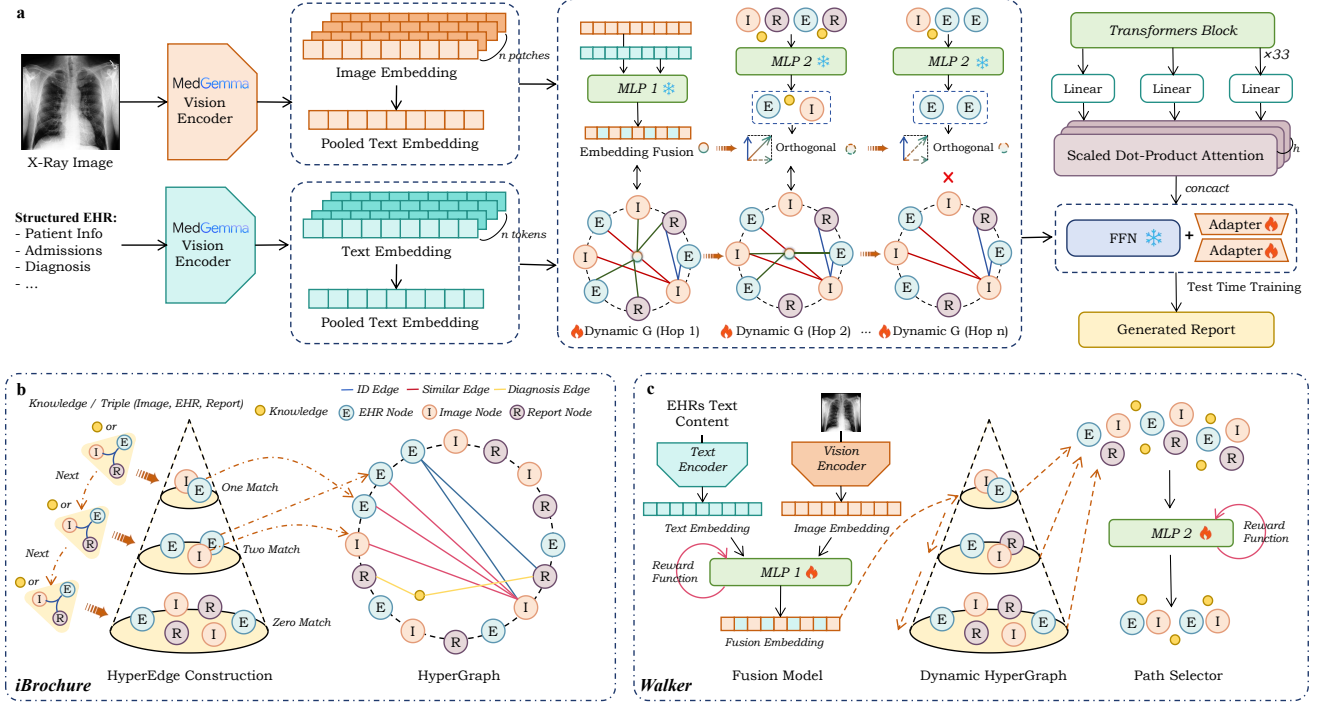 a
X-Ray Image
Structured EHR:
- Patient Info
- Admissions
- Diagnosis
- ...
MedGemma
Vision
Encoder
MedGemma
Vision
Encoder
n patches
Image Embedding
Pooled Text Embedding
n tokens
Text Embedding
Pooled Text Embedding
MLP 1
Embedding Fusion
I R E R
MLP 2
E I
Orthogonal
I E E
MLP 2
E E
Orthogonal
I
E R
I E
E I
R
Dynamic G (Hop 1)
I
E R
I E
E I
R
Dynamic G (Hop 2)
...
I
E R
I E
E I
R
Dynamic G (Hop n)
Transformers Block
×33
Linear
Linear
Linear
Scaled Dot-Product Attention
h
concact
FFN
+
Adapter
Adapter
Test Time Training
Generated Report
b
ID Edge
Similar Edge
Diagnosis Edge
Knowledge / Triple (Image, EHR, Report)
Knowledge
E EHR Node
I Image Node
R Report Node
or
I E
R
Next
or
I E
R
Next
or
I E
R
I E
One Match
E E
I
Two Match
E I R E
R I
Zero Match
HyperEdge Construction
I
E R
E I
E R
I E
R R
E I
I E
R
HyperGraph
iBrochure
c
EHRs Text
Content
Text
Encoder
Vision
Encoder
Text Embedding
Image Embedding
Reward
Function
MLP 1
Fusion Embedding
Fusion Model
I E
E R
I
E I R E
R I
Dynamic HyperGraph
E I E I
R R E R
MLP 2
Reward
Function
E I E I
Path Selector
Walker